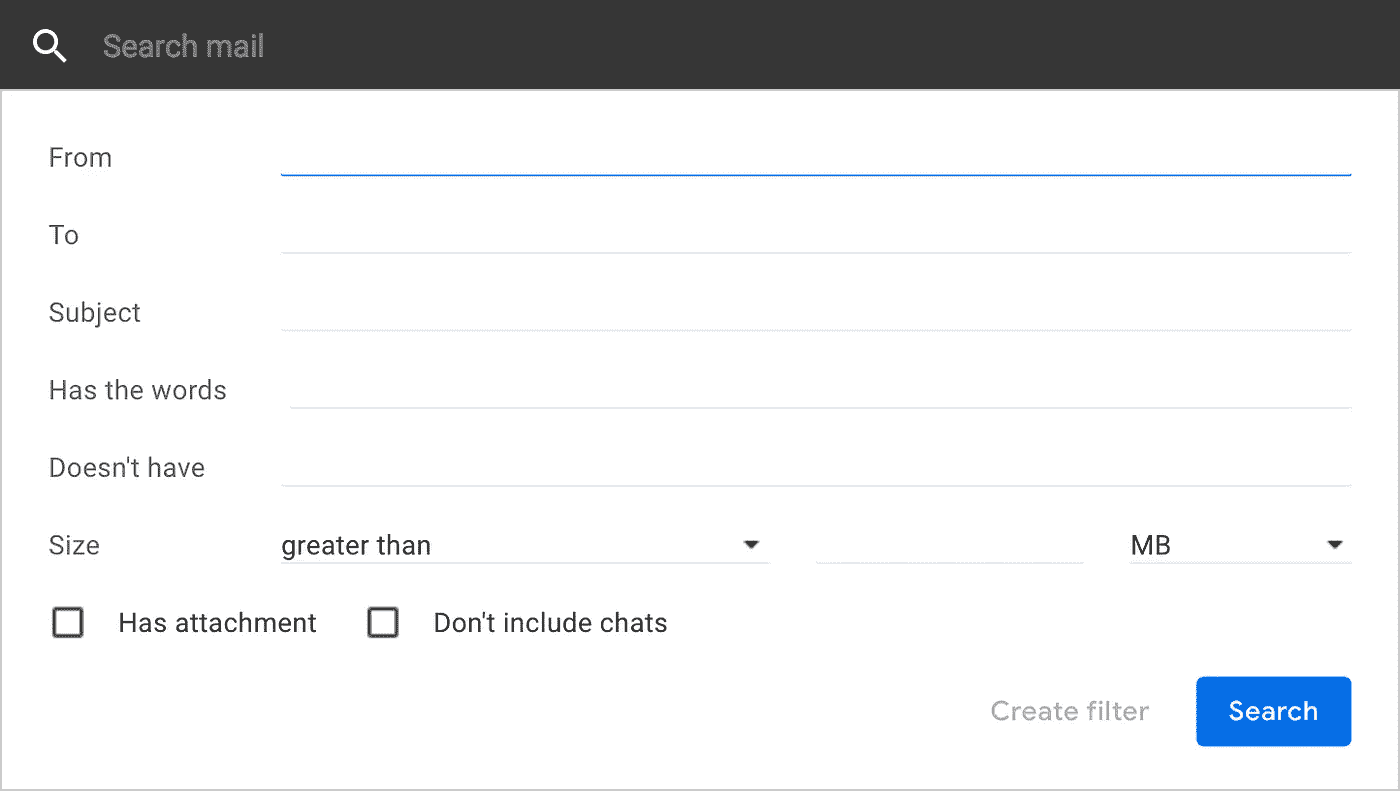 Search mail
From
To
Subject
Has the words
Doesn't have
Size greater than MB
Has attachment Don't include chats
Create filter Search